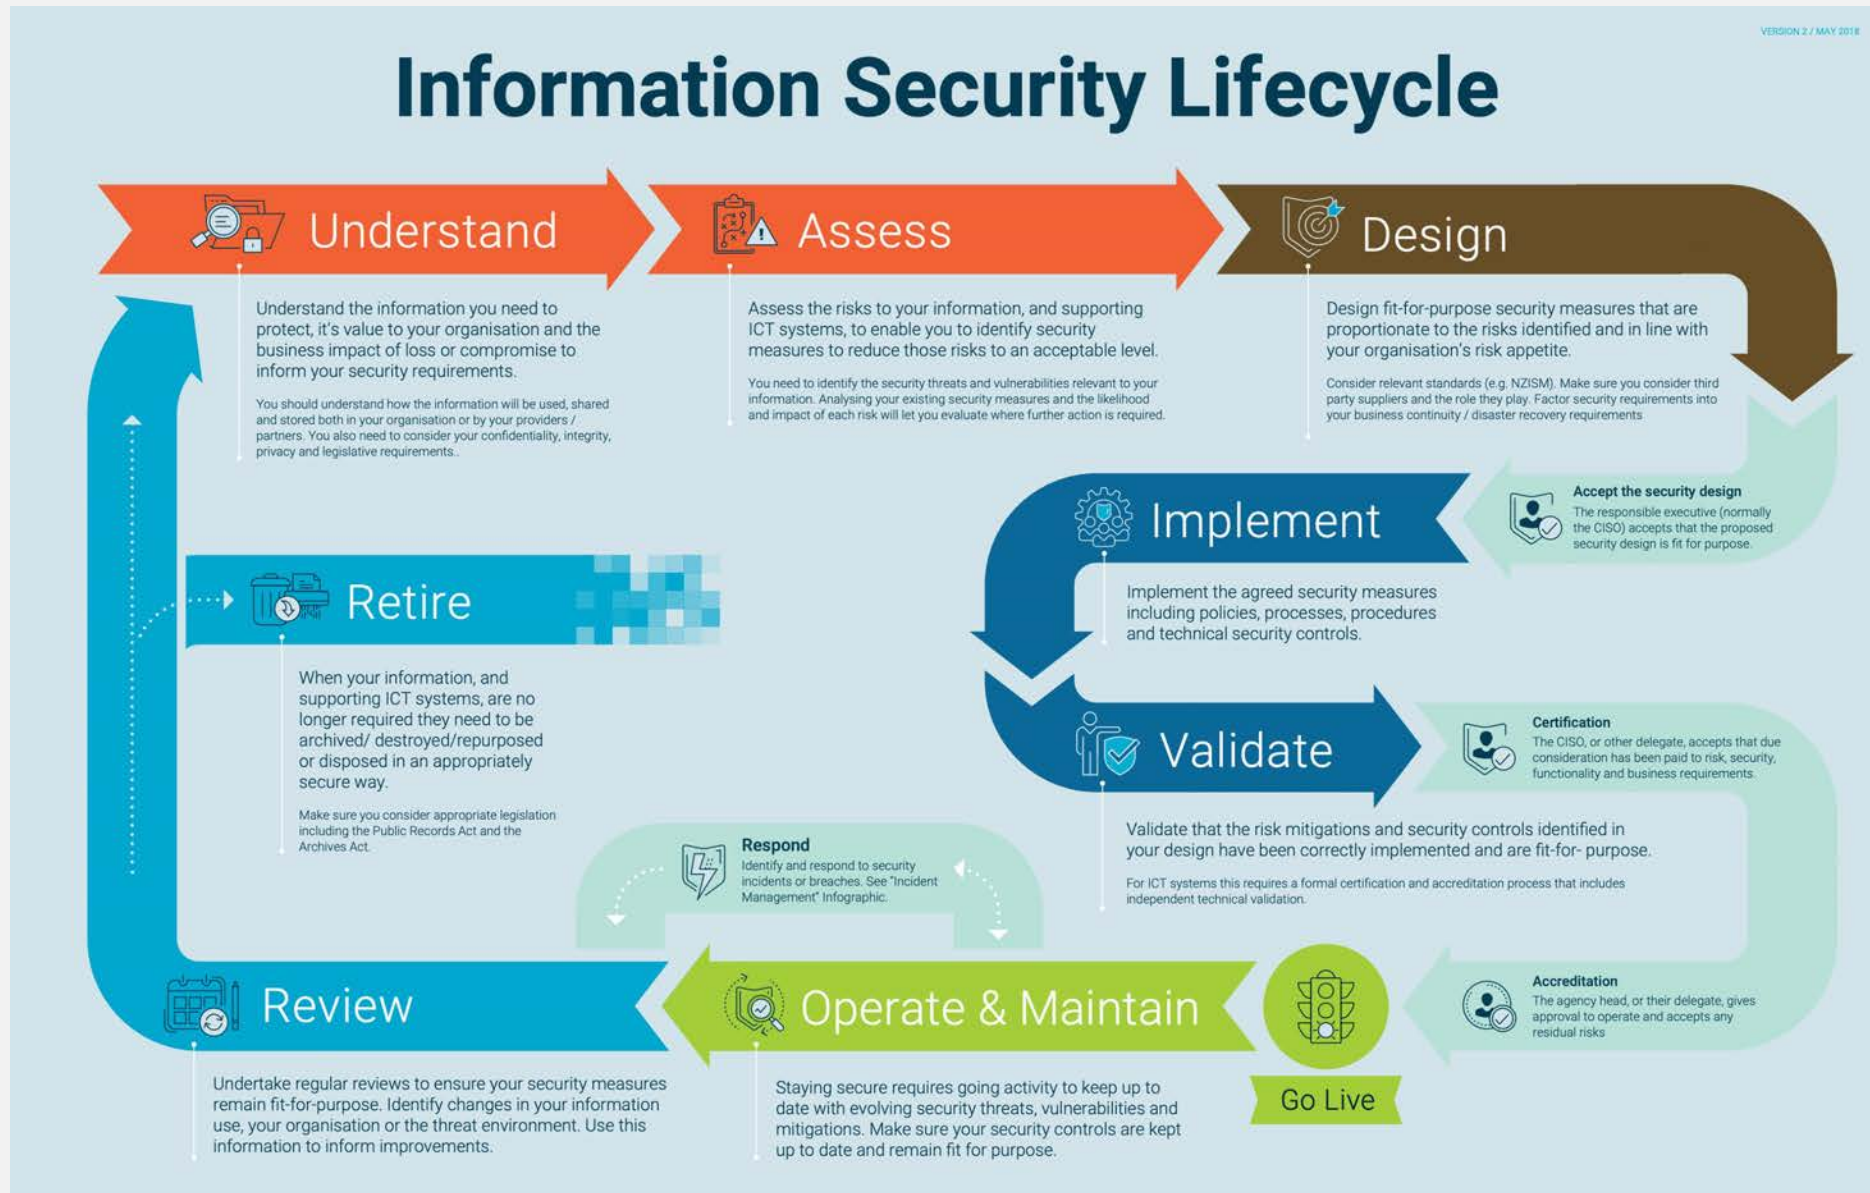 VERSION 2 / MAY 2018
Information Security Lifecycle
Understand
Understand the information you need to
protect, it's value to your organisation and the
business impact of loss or compromise to
inform your security requirements.
You should understand how the information will be used, shared
and stored both in your organisation or by your providers /
partners. You also need to consider your confidentiality, integrity,
privacy and legislative requirements..
Assess
Assess the risks to your information, and supporting
ICT systems, to enable you to identify security
measures to reduce those risks to an acceptable level.
You need to identify the security threats and vulnerabilities relevant to your
information. Analysing your existing security measures and the likelihood
and impact of each risk will let you evaluate where further action is required.
Design
Design fit-for-purpose security measures that are
proportionate to the risks identified and in line with
your organisation's risk appetite.
Consider relevant standards (e.g. NZISM). Make sure you consider third
party suppliers and the role they play. Factor security requirements into
your business continuity / disaster recovery requirements
Accept the security design
The responsible executive (normally
the CISO) accepts that the proposed
security design is fit for purpose.
Implement
Implement the agreed security measures
including policies, processes, procedures
and technical security controls.
Validate
Validate that the risk mitigations and security controls identified in
your design have been correctly implemented and are fit-for- purpose.
For ICT systems this requires a formal certification and accreditation process that includes
independent technical validation.
Certification
The CISO, or other delegate, accepts that due
consideration has been paid to risk, security,
functionality and business requirements.
Accreditation
The agency head, or their delegate, gives
approval to operate and accepts any
residual risks
Go Live
Operate & Maintain
Staying secure requires going activity to keep up to
date with evolving security threats, vulnerabilities and
mitigations. Make sure your security controls are kept
up to date and remain fit for purpose.
Respond
Identify and respond to security
incidents or breaches. See "Incident
Management" Infographic.
Review
Undertake regular reviews to ensure your security measures
remain fit-for-purpose. Identify changes in your information
use, your organisation or the threat environment. Use this
information to inform improvements.
Retire
When your information, and
supporting ICT systems, are no
longer required they need to be
archived/ destroyed/repurposed
or disposed in an appropriately
secure way.
Make sure you consider appropriate legislation
including the Public Records Act and the
Archives Act.